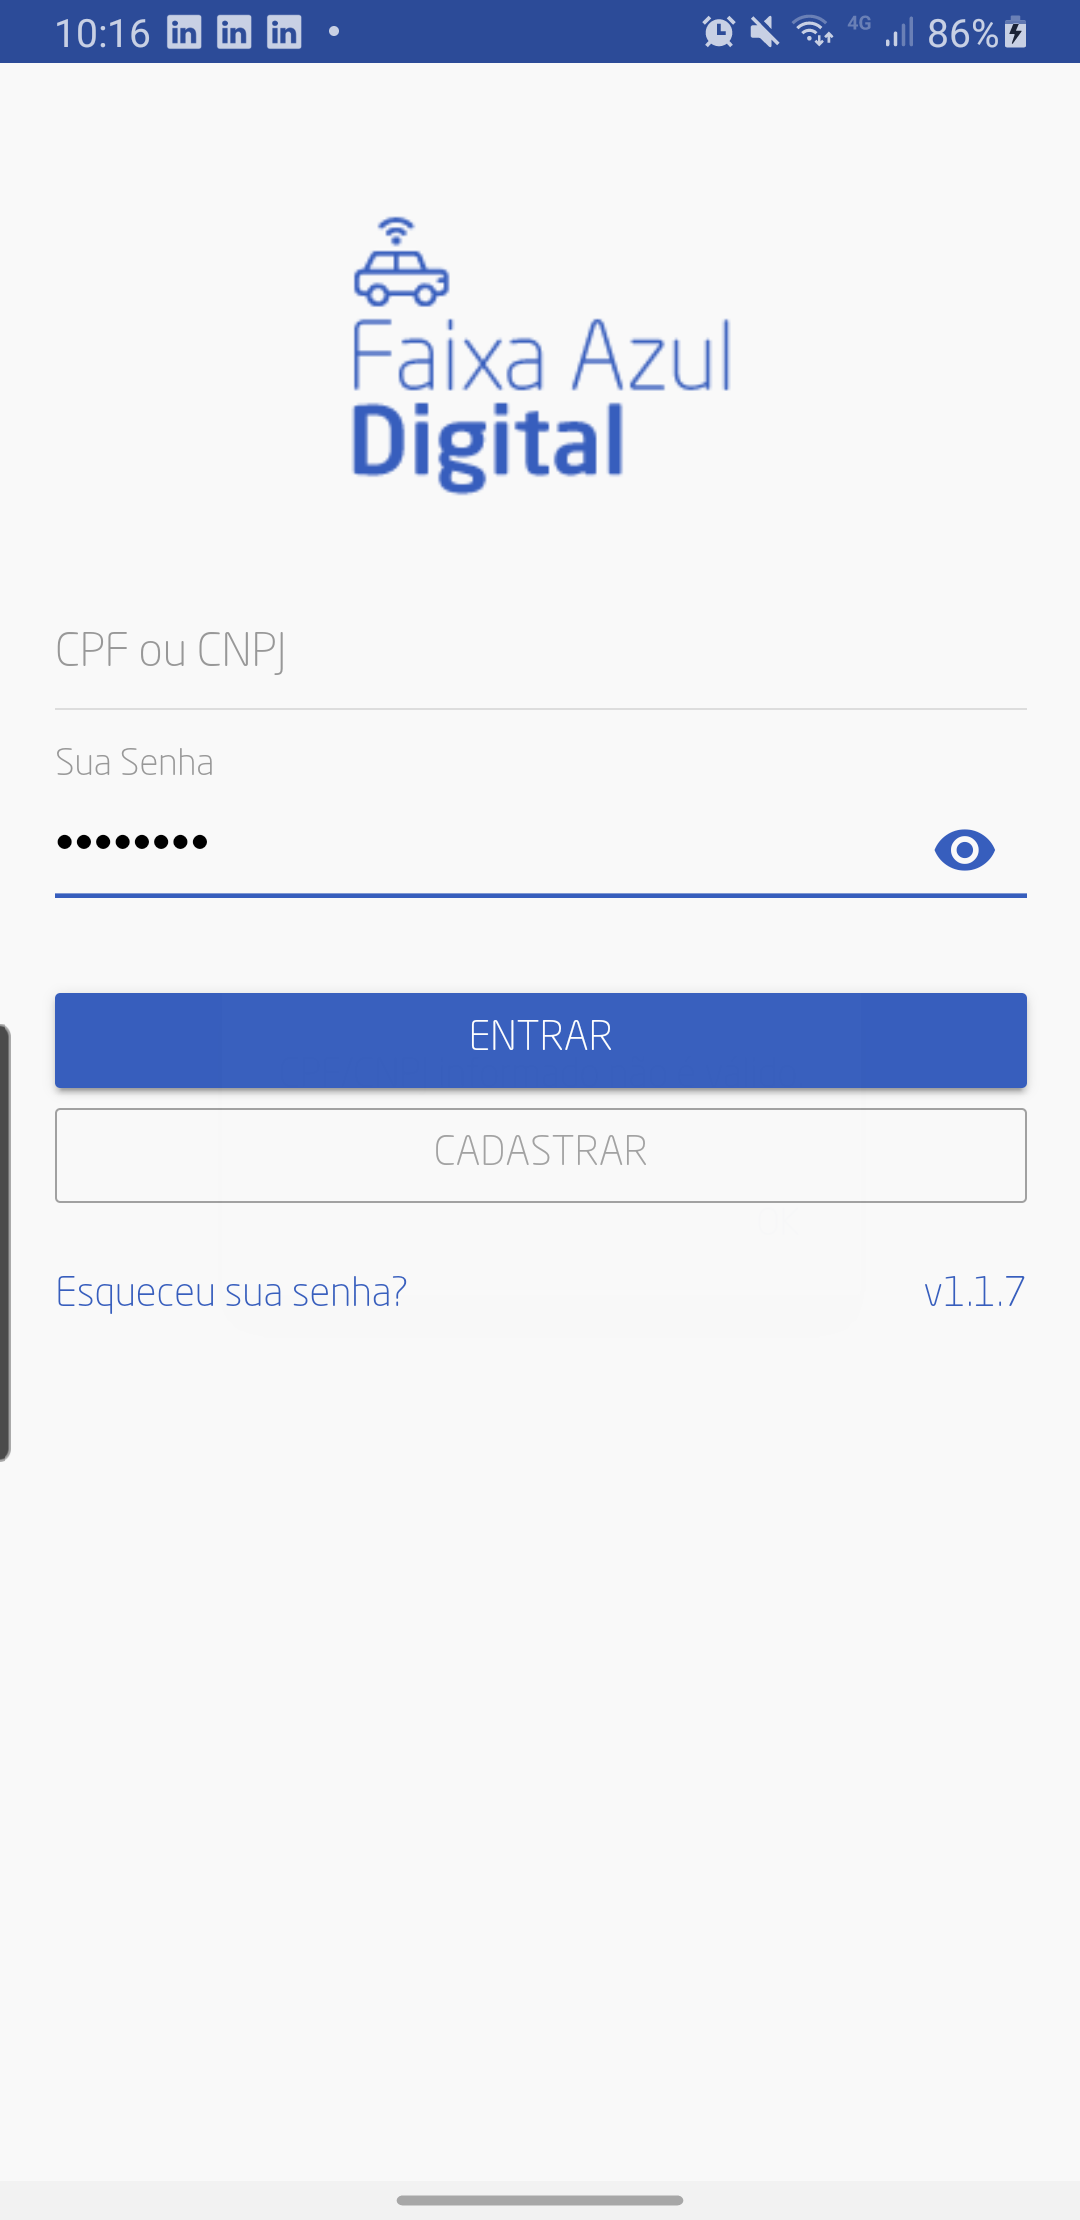 10:16 in in in 4G 86%
Faixa Azul
Digital
CPF ou CNPJ
Sua Senha
••••••••
ENTRAR
CADASTRAR
Esqueceu sua senha? v1.1.7